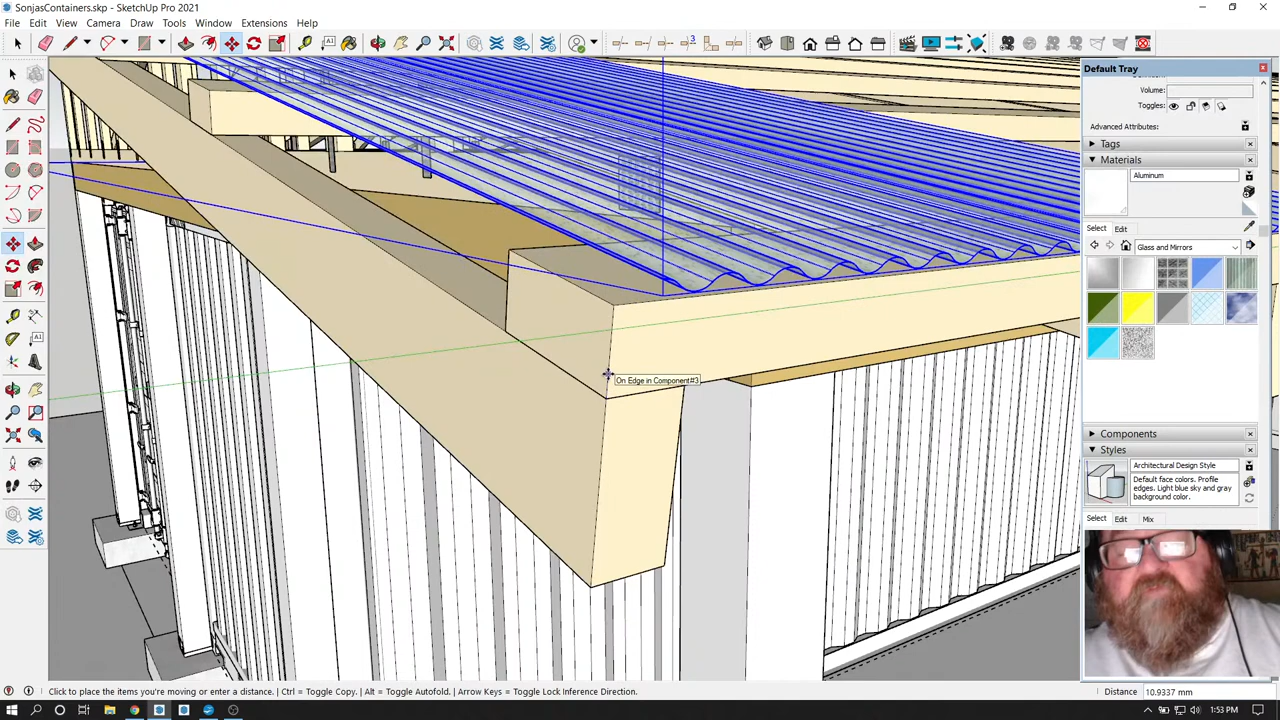 SonjasContainers.skp - SketchUp Pro 2021
File Edit View Camera Draw Tools Window Extensions Help
3
Default Tray
Volume:
Toggles:
Advanced Attributes:
Tags
Materials
Aluminum
Select Edit
Glass and Mirrors
On Edge in Component#3
Components
Styles
Architectural Design Style
Default face colors. Profile
edges. Light blue sky and gray
background color.
Select Edit Mix
Click to place the items you're moving or enter a distance. | Ctrl = Toggle Copy. | Alt = Toggle Autofold. | Arrow Keys = Toggle Lock Inference Direction.
Distance 10.9337 mm
1:53 PM